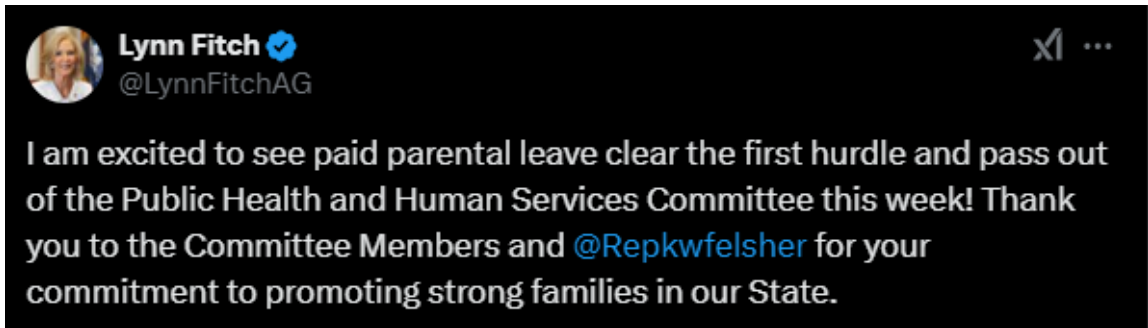 Lynn Fitch
@LynnFitchAG
I am excited to see paid parental leave clear the first hurdle and pass out
of the Public Health and Human Services Committee this week! Thank
you to the Committee Members and @Repkwfelsher for your
commitment to promoting strong families in our State.